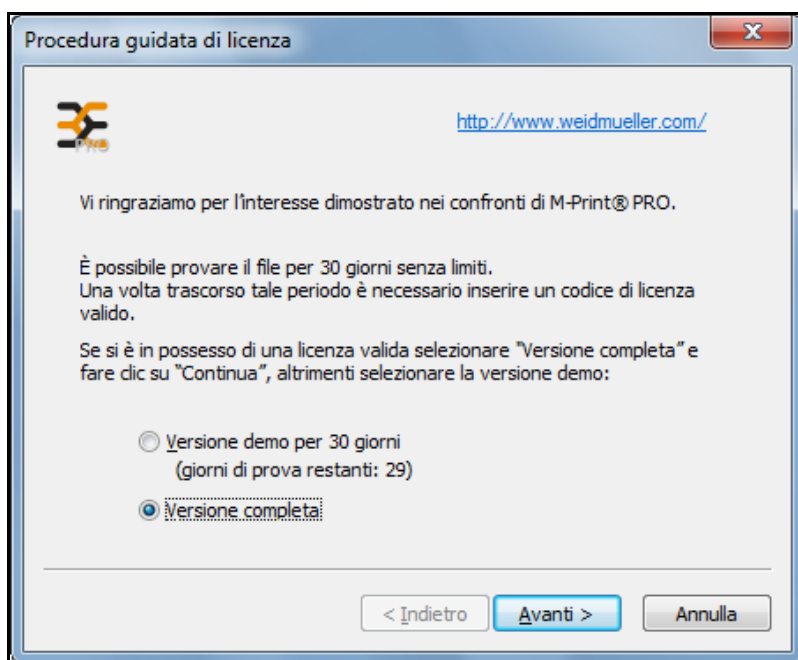 Procedura guidata di licenza
PRO
http://www.weidmueller.com/
Vi ringraziamo per l'interesse dimostrato nei confronti di M-Print® PRO.
È possibile provare il file per 30 giorni senza limiti.
Una volta trascorso tale periodo è necessario inserire un codice di licenza
valido.
Se si è in possesso di una licenza valida selezionare "Versione completa" e
fare clic su "Continua", altrimenti selezionare la versione demo:
Versione demo per 30 giorni
(giorni di prova restanti: 29)
Versione completa
< Indietro
Avanti >
Annulla